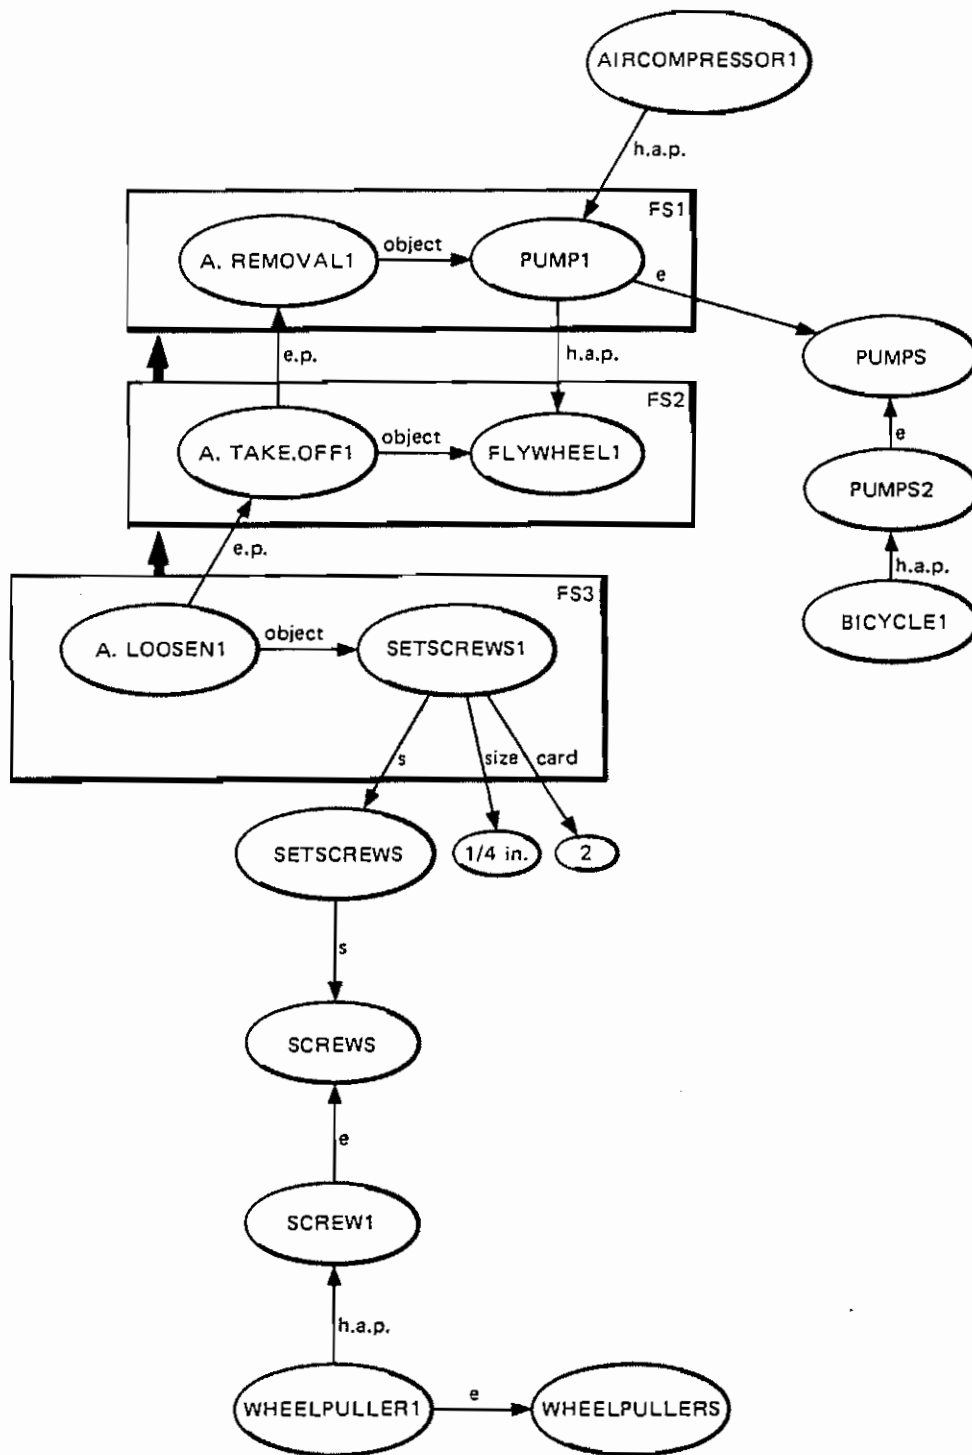 AIRCOMPRESSOR1
h.a.p.
FS1
A. REMOVAL1
object
PUMP1
e
e.p.
h.a.p.
PUMPS
FS2
A. TAKE.OFF1
object
FLYWHEEL1
e
PUMPS2
e.p.
h.a.p.
FS3
A. LOOSEN1
object
SETSCREWS1
BICYCLE1
s
size
card
SETSCREWS
1/4 in.
2
s
SCREWS
e
SCREW1
h.a.p.
WHEELPULLER1
e
WHEELPULLERS